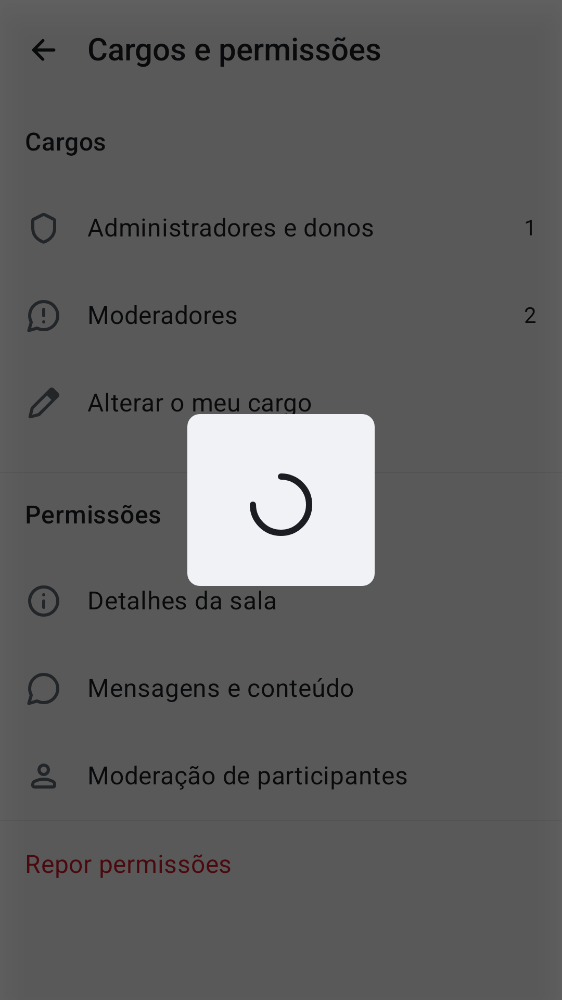 Cargos e permissões
Cargos
Administradores e donos 1
Moderadores 2
Alterar o meu cargo
Permissões
Detalhes da sala
Mensagens e conteúdo
Moderação de participantes
Repor permissões